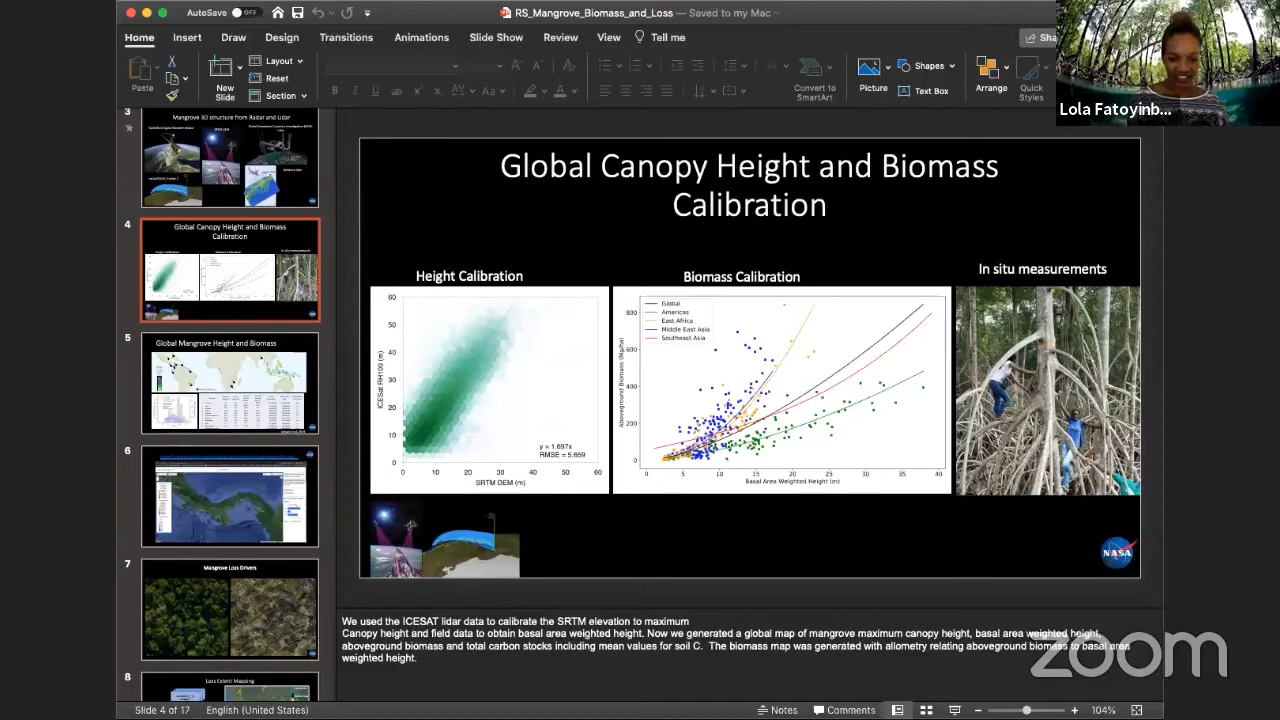 AutoSave OFF
RS_Mangrove_Biomass_and_Loss — Saved to my Mac
Home Insert Draw Design Transitions Animations Slide Show Review View Tell me
Sha
Paste
New
Slide
Layout
Reset
Section
Convert to
SmartArt
Picture
Shapes
Text Box
Arrange
Quick
Styles
Lola Fatoyinb...
3
Mangrove 3D structure from Radar and Lidar
4
Global Canopy Height and Biomass
Calibration
5
Global Mangrove Height and Biomass
6
7
Mangrove Loss Drivers
8
Loss Extent Mapping
Global Canopy Height and Biomass
Calibration
Height Calibration
Biomass Calibration
In situ measurements
ICESat RH100 (m)
60
50
40
30
20
10
0
0 10 20 30 40 50 60
SRTM DEM (m)
y = 1.697x
RMSE = 5.659
Global
Americas
East Africa
Middle East Asia
Southeast Asia
Aboveground Biomass (Mg/ha)
800
600
400
200
0
0 5 10 15 20 25 30 35 40
Basal Area Weighted Height (m)
NASA
We used the ICESAT lidar data to calibrate the SRTM elevation to maximum
Canopy height and field data to obtain basal area weighted height. Now we generated a global map of mangrove maximum canopy height, basal area weighted height,
aboveground biomass and total carbon stocks including mean values for soil C. The biomass map was generated with allometry relating aboveground biomass to basal area
weighted height.
zoom
Slide 4 of 17 English (United States) Notes Comments 104%